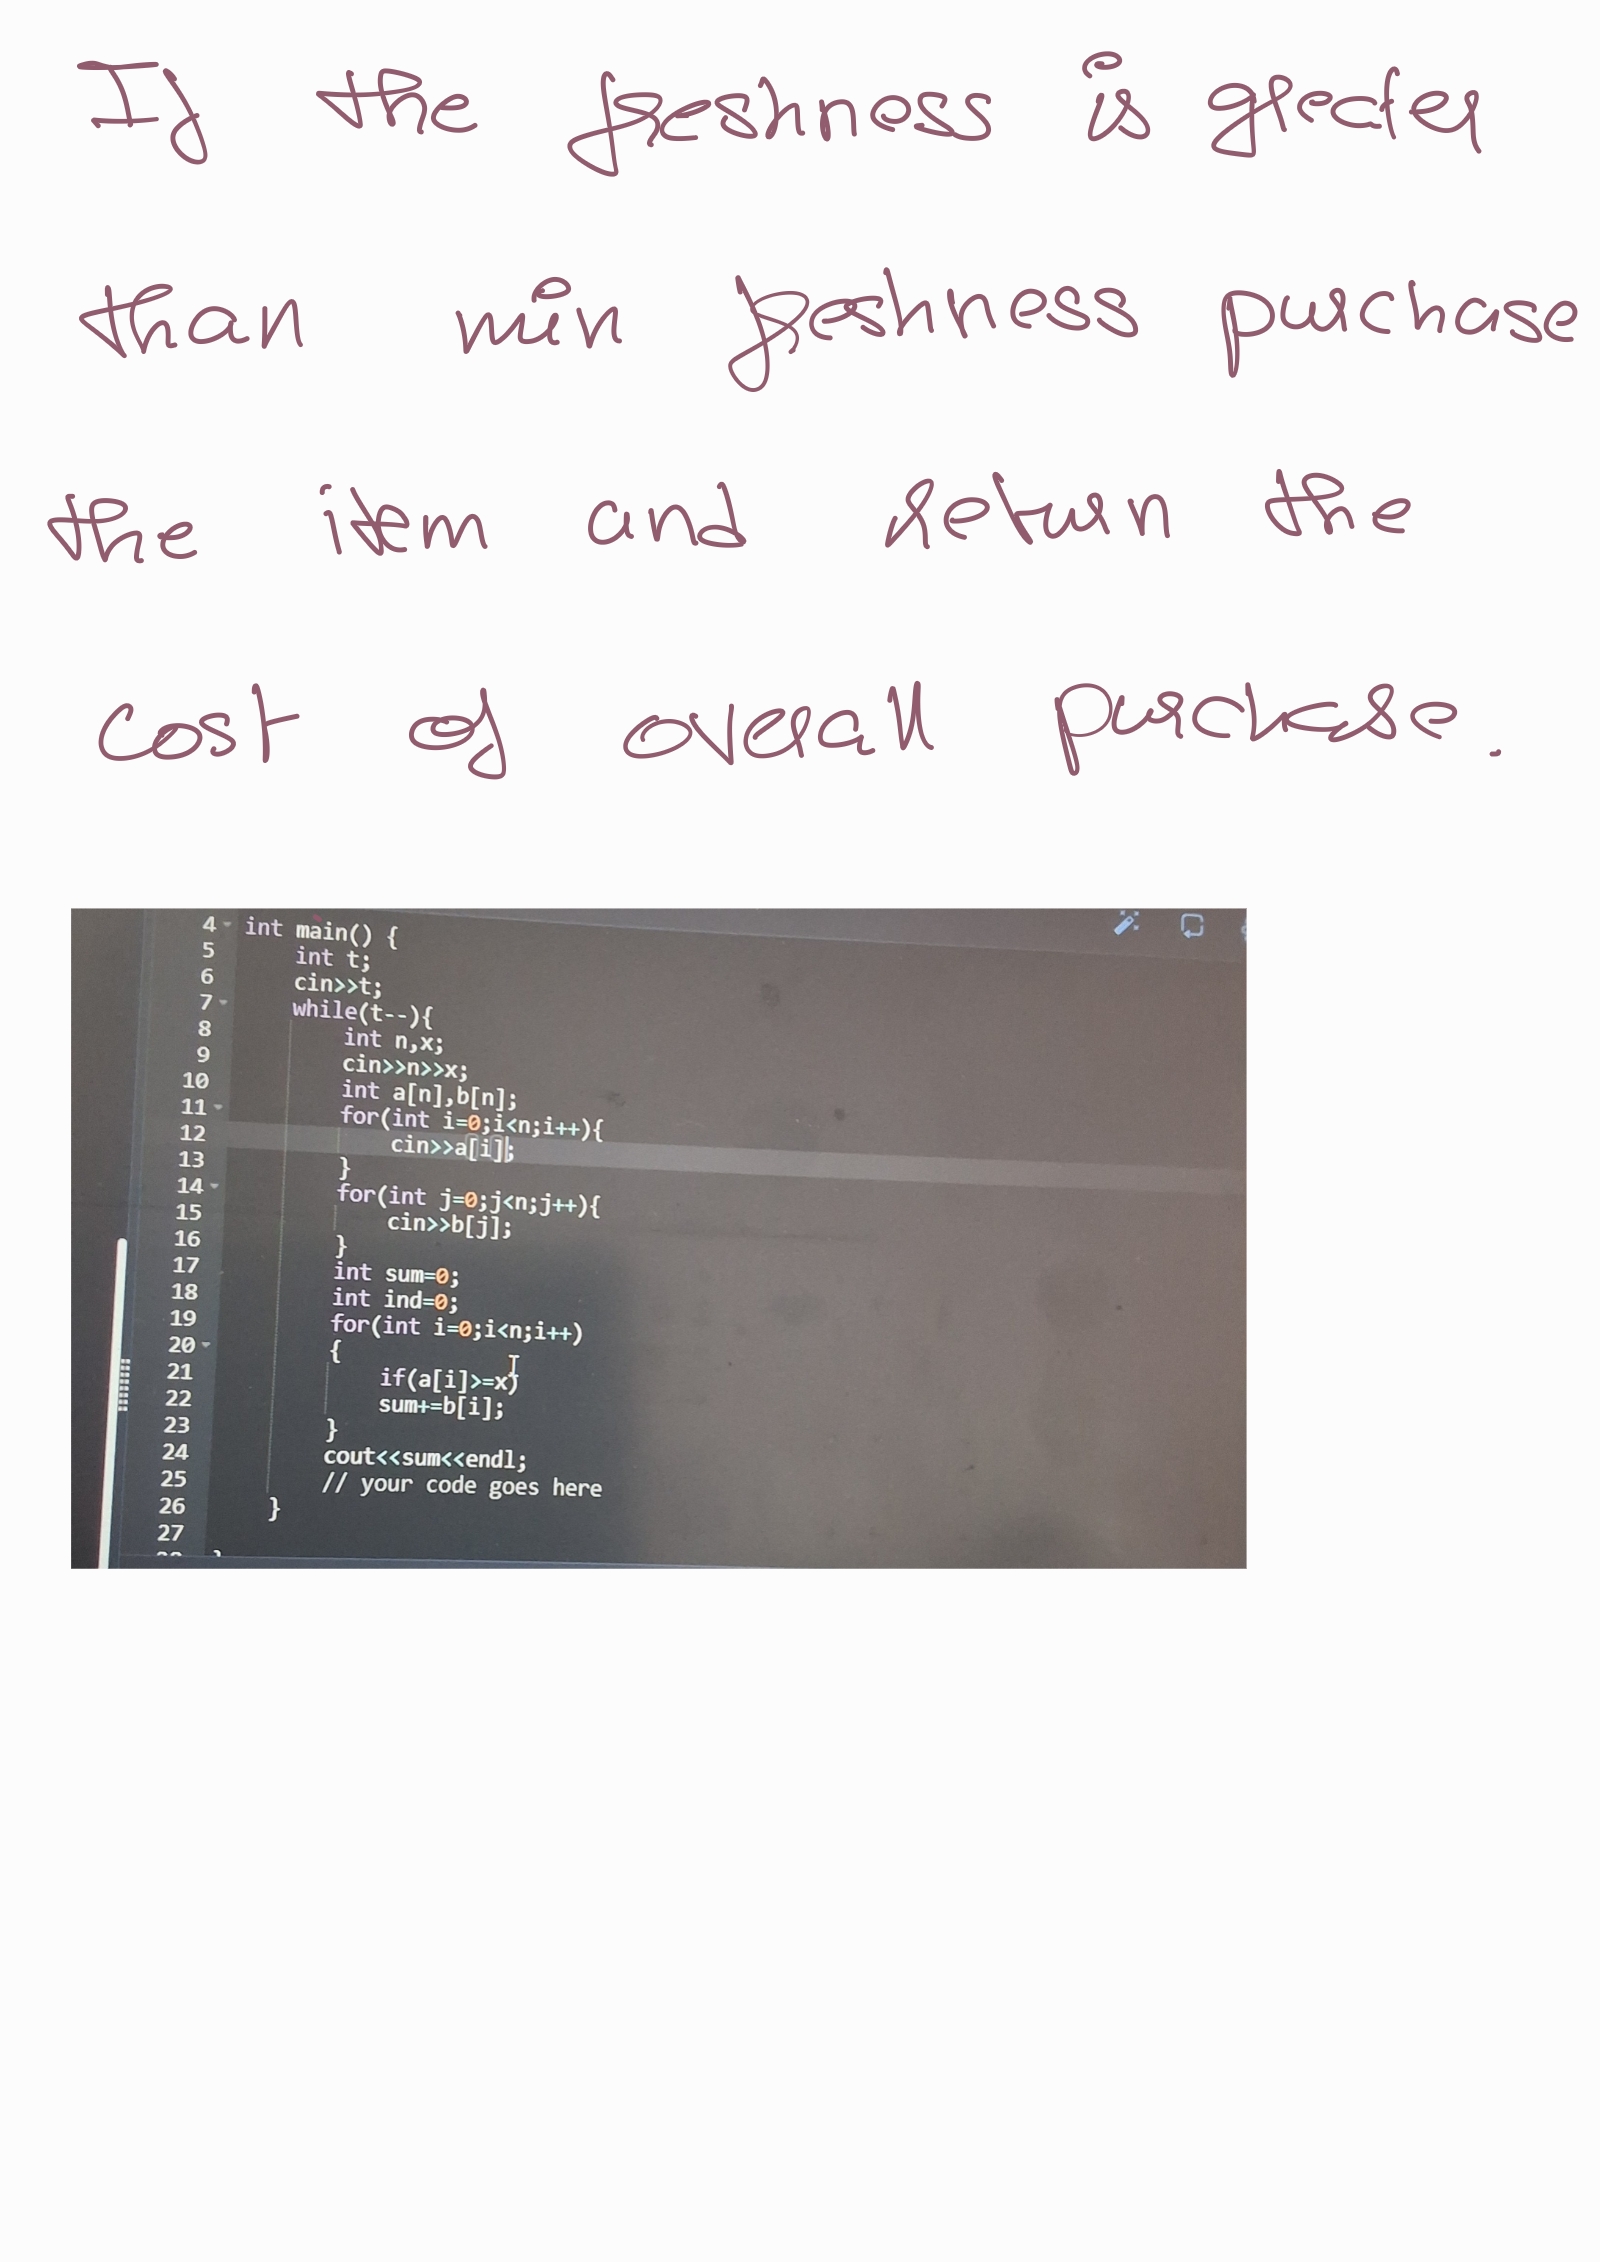 If the freshness is greater
than min freshness purchase
the item and return the
cost of overall purchase.
4 int main() {
5 int t;
6 cin>>t;
7 while(t--){
8 int n,x;
9 cin>>n>>x;
10 int a[n],b[n];
11 for(int i=0;i<n;i++){
12 cin>>a[i];
13 }
14 for(int j=0;j<n;j++){
15 cin>>b[j];
16 }
17 int sum=0;
18 int ind=0;
19 for(int i=0;i<n;i++)
20 {
21 if(a[i]>=x)
22 sum+=b[i];
23 }
24 cout<<sum<<endl;
25 // your code goes here
26 }
27